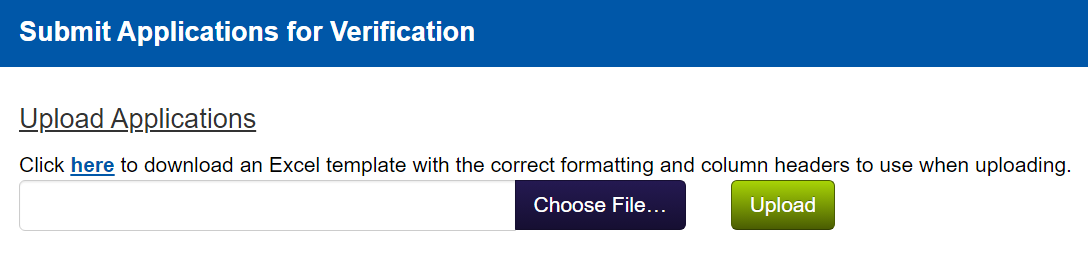 Submit Applications for Verification
Upload Applications
Click here to download an Excel template with the correct formatting and column headers to use when uploading.
Choose File… Upload